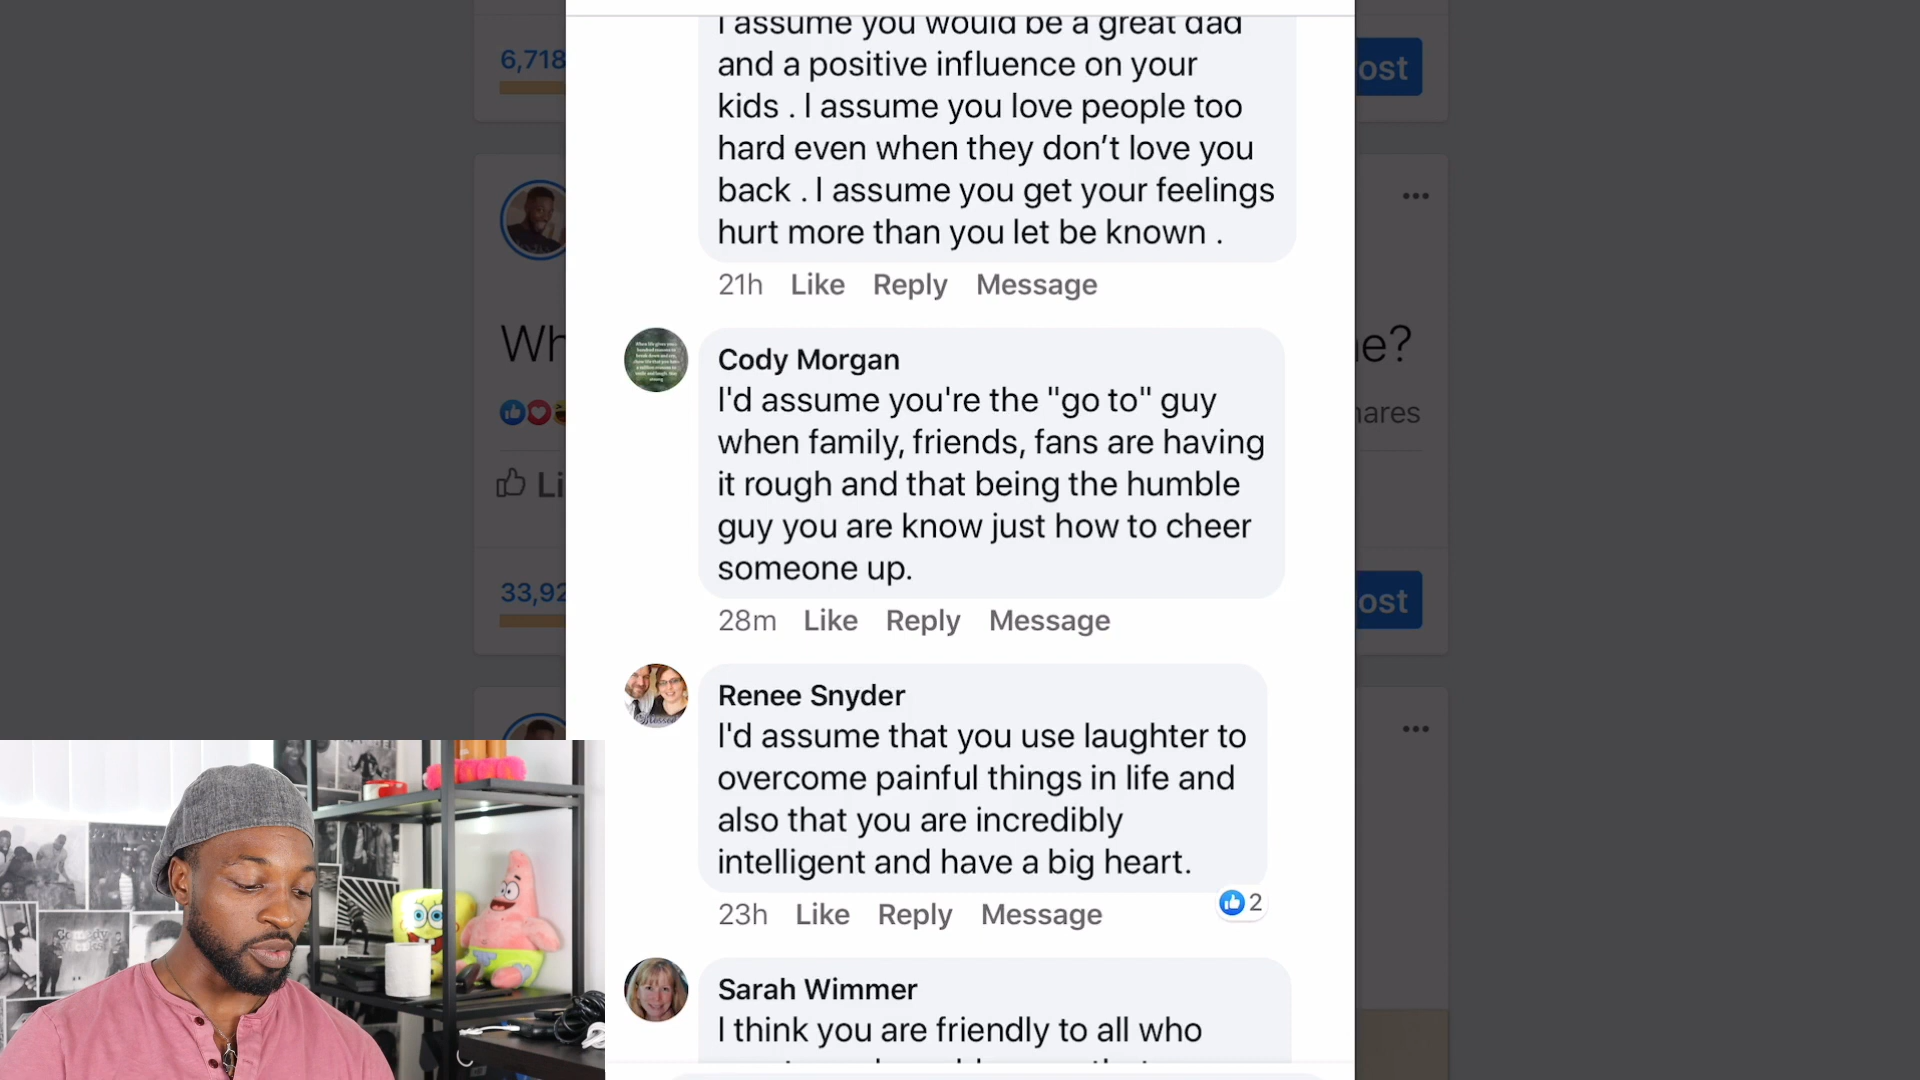 I assume you would be a great dad
and a positive influence on your
kids . I assume you love people too
hard even when they don’t love you
back . I assume you get your feelings
hurt more than you let be known .
21h Like Reply Message
6,718
ost
Wh
e?
hares
Li
33,92
ost
Cody Morgan
I'd assume you're the "go to" guy
when family, friends, fans are having
it rough and that being the humble
guy you are know just how to cheer
someone up.
28m Like Reply Message
Renee Snyder
I'd assume that you use laughter to
overcome painful things in life and
also that you are incredibly
intelligent and have a big heart.
23h Like Reply Message
2
Blessed
Sarah Wimmer
I think you are friendly to all who